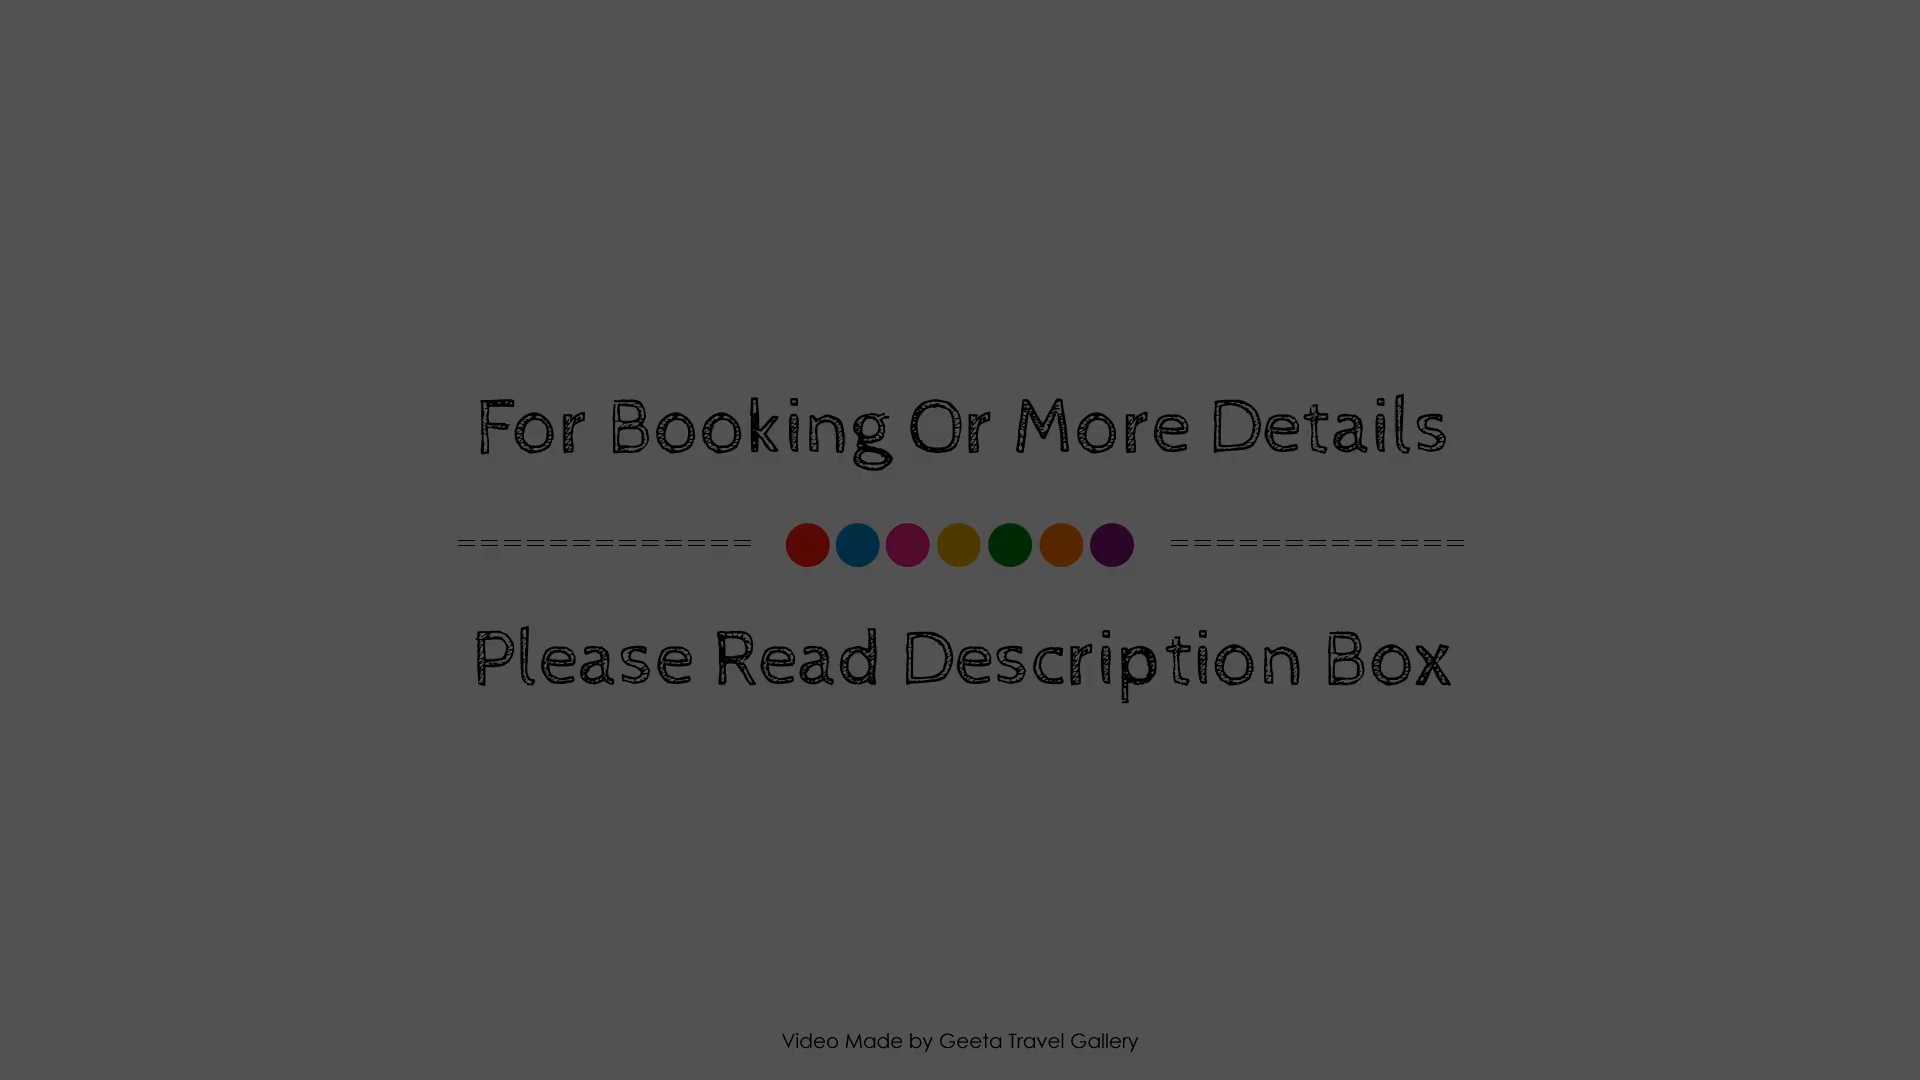 For Booking Or More Details
============= =============
Please Read Description Box
Video Made by Geeta Travel Gallery